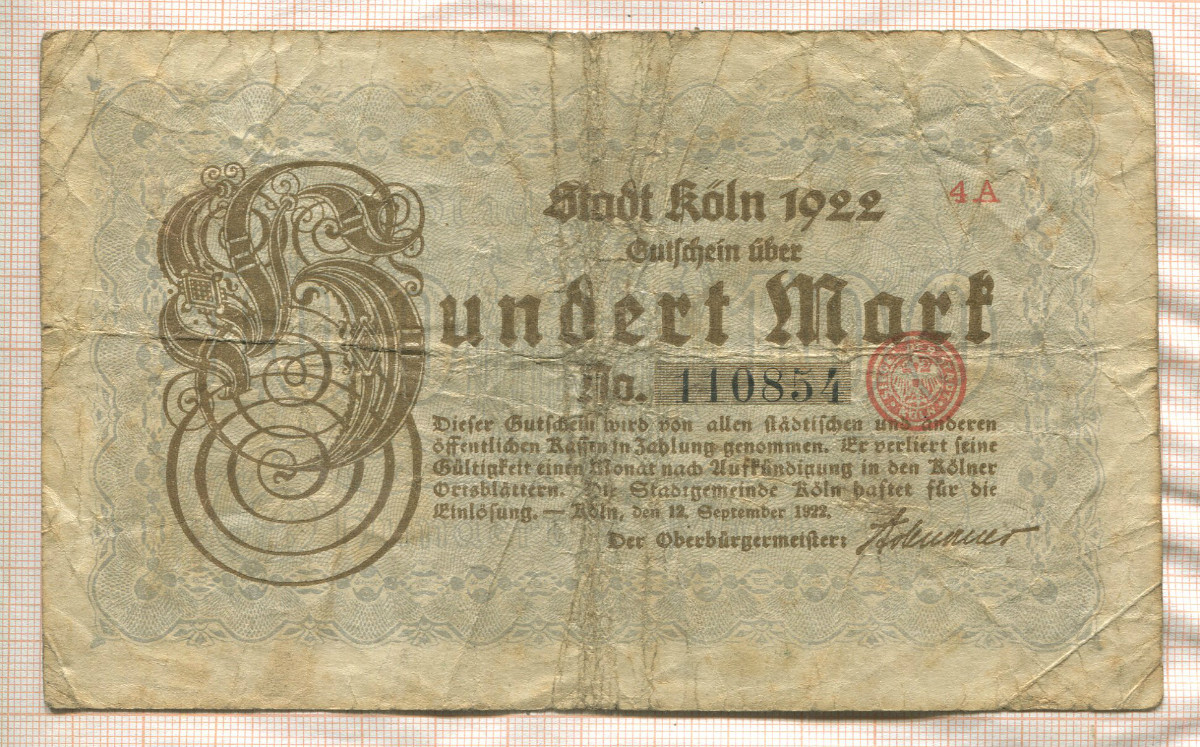 Stadt Köln 1922
4A
Gutschein über
Hundert Mark
No. 110854
Dieser Gutschein wird von allen städtischen und anderen
öffentlichen Kassen in Zahlung genommen. Er verliert seine
Gültigkeit einen Monat nach Aufkündigung in den Kölner
Ortsblättern. Die Stadtgemeinde Köln haftet für die
Einlösung. — Köln, den 12. September 1922.
Der Oberbürgermeister: